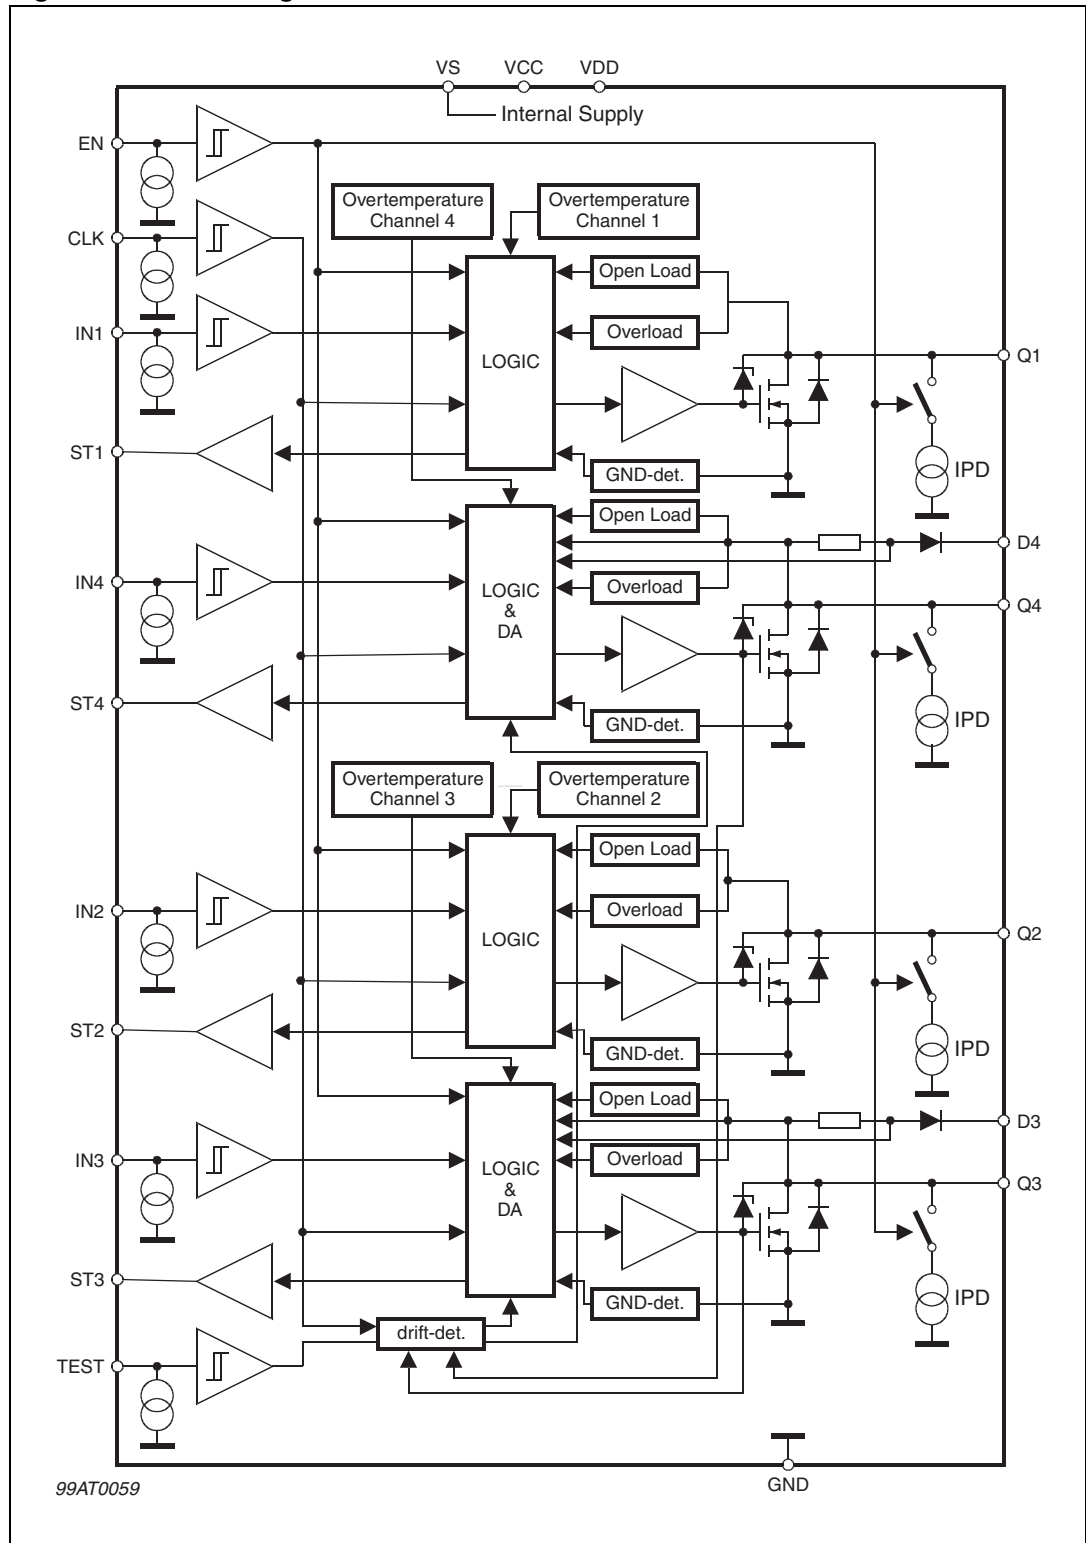 VS VCC VDD
Internal Supply
EN
Overtemperature
Channel 4
Overtemperature
Channel 1
CLK
Open Load
IN1
Overload
LOGIC
Q1
ST1
GND-det.
IPD
Open Load
D4
IN4
LOGIC
&
DA
Overload
Q4
ST4
GND-det.
IPD
Overtemperature
Channel 3
Overtemperature
Channel 2
Open Load
IN2
Overload
LOGIC
Q2
ST2
GND-det.
IPD
Open Load
D3
IN3
LOGIC
&
DA
Overload
Q3
ST3
GND-det.
IPD
drift-det.
TEST
GND
99AT0059